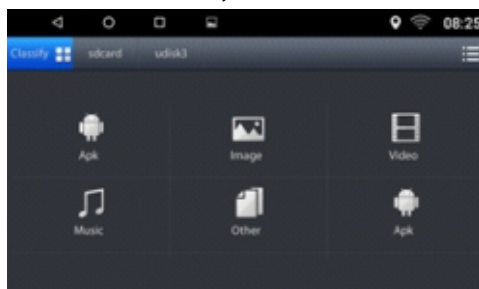 08:25
Classify sdcard udisk3
Apk Image Video
Music Other Apk